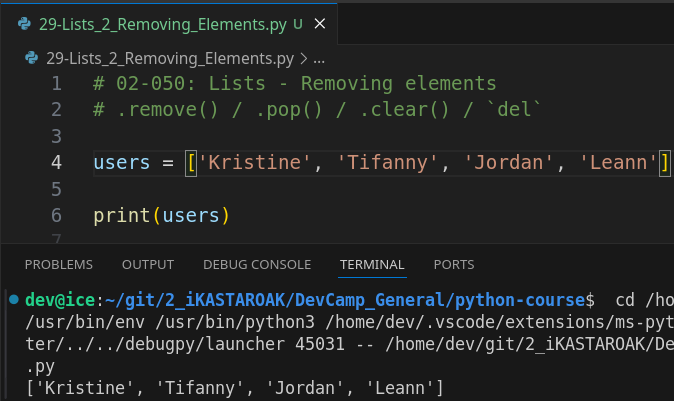 29-Lists_2_Removing_Elements.py U ×
29-Lists_2_Removing_Elements.py > ...
1 # 02-050: Lists - Removing elements
2 # .remove() / .pop() / .clear() / `del`
3
4 users = ['Kristine', 'Tifanny', 'Jordan', 'Leann']
5
6 print(users)
7
PROBLEMS OUTPUT DEBUG CONSOLE TERMINAL PORTS
dev@ice:~/git/2_iKASTAROAK/DevCamp_General/python-course$ cd /ho
/usr/bin/env /usr/bin/python3 /home/dev/.vscode/extensions/ms-pyt
ter/../../debugpy/launcher 45031 -- /home/dev/git/2_iKASTAROAK/De
.py
['Kristine', 'Tifanny', 'Jordan', 'Leann']